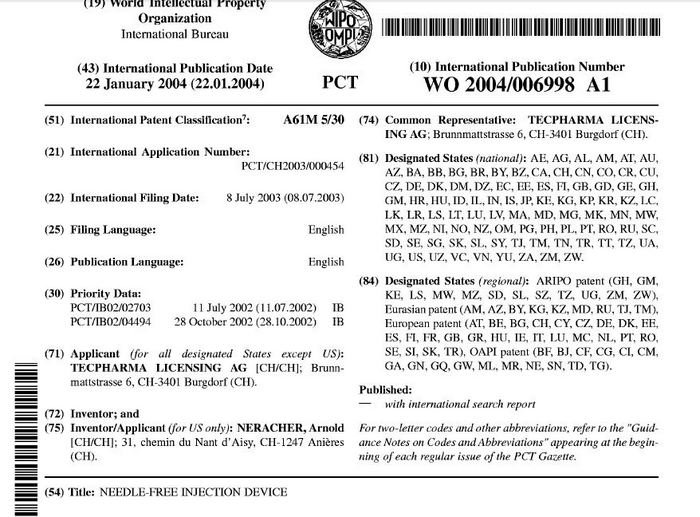 (19) World Intellectual Property
Organization
International Bureau
WIPO
OMPI
(43) International Publication Date
22 January 2004 (22.01.2004)
PCT
(10) International Publication Number
WO 2004/006998 A1
(51) International Patent Classification7: A61M 5/30
(21) International Application Number:
PCT/CH2003/000454
(22) International Filing Date: 8 July 2003 (08.07.2003)
(25) Filing Language: English
(26) Publication Language: English
(30) Priority Data:
PCT/IB02/02703 11 July 2002 (11.07.2002) IB
PCT/IB02/04494 28 October 2002 (28.10.2002) IB
(71) Applicant (for all designated States except US):
TECPHARMA LICENSING AG [CH/CH]; Brunn-
mattstrasse 6, CH-3401 Burgdorf (CH).
(72) Inventor; and
(75) Inventor/Applicant (for US only): NERACHER, Arnold
[CH/CH]; 31, chemin du Nant d'Aisy, CH-1247 Anières
(CH).
(74) Common Representative: TECPHARMA LICENS-
ING AG; Brunnmattstrasse 6, CH-3401 Burgdorf (CH).
(81) Designated States (national): AE, AG, AL, AM, AT, AU,
AZ, BA, BB, BG, BR, BY, BZ, CA, CH, CN, CO, CR, CU,
CZ, DE, DK, DM, DZ, EC, EE, ES, FI, GB, GD, GE, GH,
GM, HR, HU, ID, IL, IN, IS, JP, KE, KG, KP, KR, KZ, LC,
LK, LR, LS, LT, LU, LV, MA, MD, MG, MK, MN, MW,
MX, MZ, NI, NO, NZ, OM, PG, PH, PL, PT, RO, RU, SC,
SD, SE, SG, SK, SL, SY, TJ, TM, TN, TR, TT, TZ, UA,
UG, US, UZ, VC, VN, YU, ZA, ZM, ZW.
(84) Designated States (regional): ARIPO patent (GH, GM,
KE, LS, MW, MZ, SD, SL, SZ, TZ, UG, ZM, ZW),
Eurasian patent (AM, AZ, BY, KG, KZ, MD, RU, TJ, TM),
European patent (AT, BE, BG, CH, CY, CZ, DE, DK, EE,
ES, FI, FR, GB, GR, HU, IE, IT, LU, MC, NL, PT, RO,
SE, SI, SK, TR), OAPI patent (BF, BJ, CF, CG, CI, CM,
GA, GN, GQ, GW, ML, MR, NE, SN, TD, TG).
Published:
— with international search report
For two-letter codes and other abbreviations, refer to the "Guid-
ance Notes on Codes and Abbreviations" appearing at the begin-
ning of each regular issue of the PCT Gazette.
(54) Title: NEEDLE-FREE INJECTION DEVICE